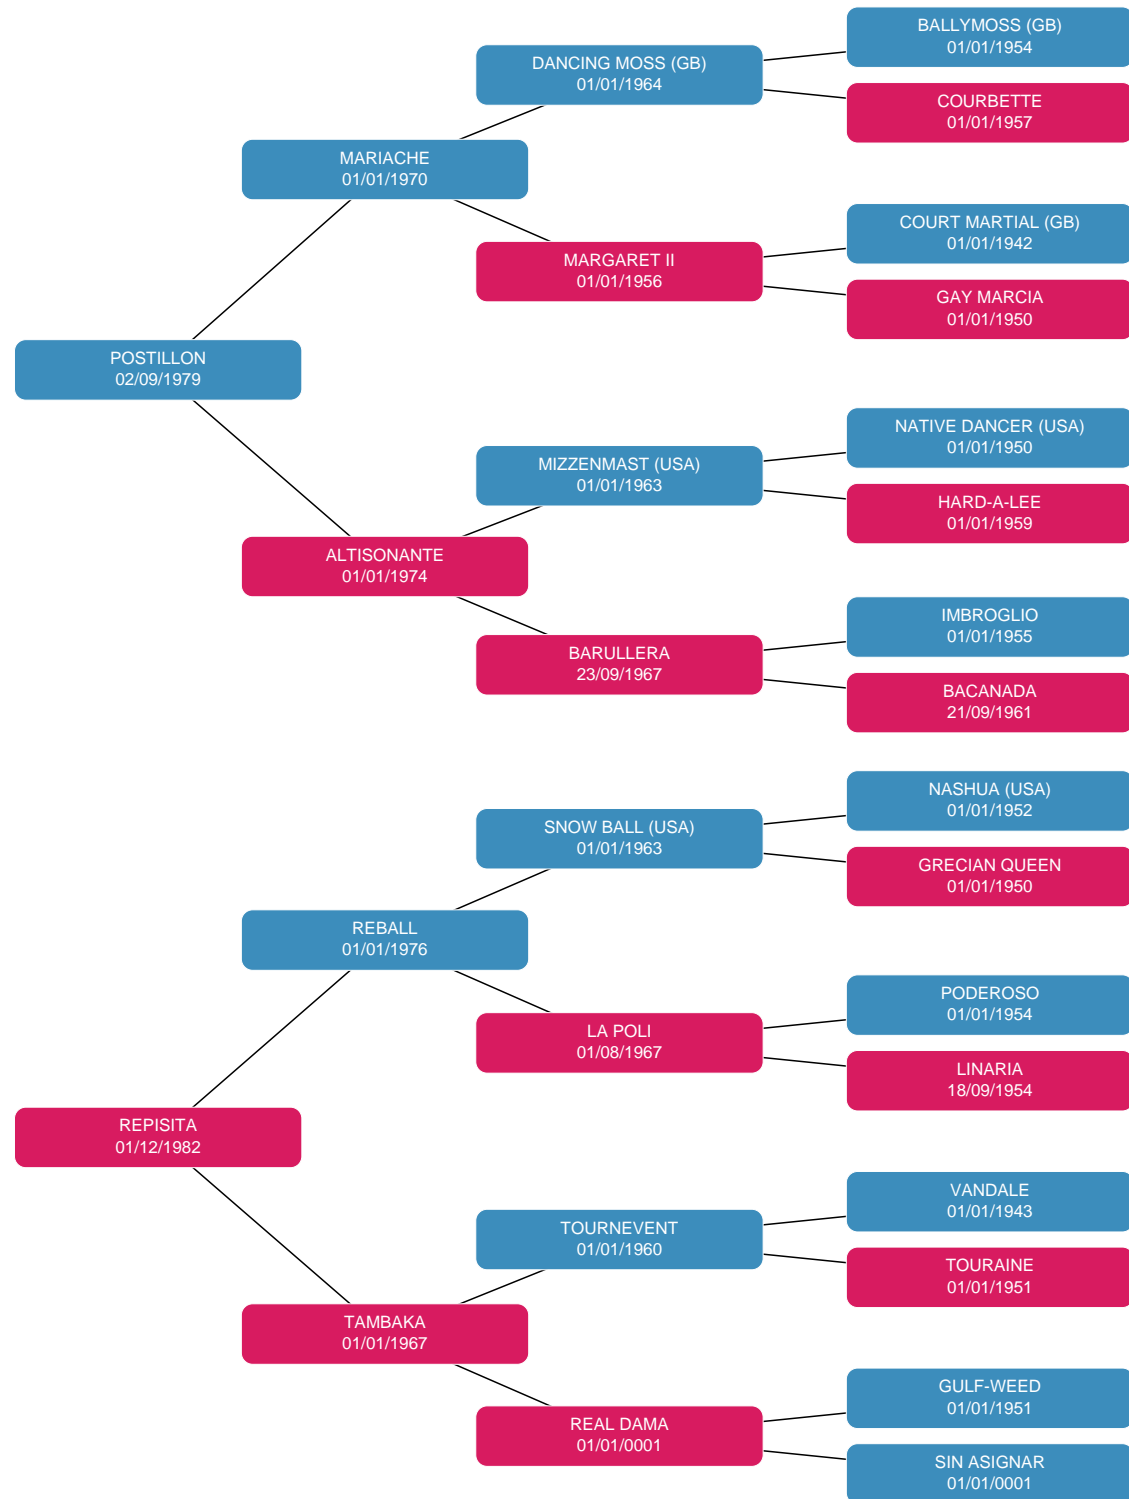 BALLYMOSS (GB)
01/01/1954
DANCING MOSS (GB)
01/01/1964
COURBETTE
01/01/1957
MARIACHE
01/01/1970
COURT MARTIAL (GB)
01/01/1942
MARGARET II
01/01/1956
GAY MARCIA
01/01/1950
POSTILLON
02/09/1979
NATIVE DANCER (USA)
01/01/1950
MIZZENMAST (USA)
01/01/1963
HARD-A-LEE
01/01/1959
ALTISONANTE
01/01/1974
IMBROGLIO
01/01/1955
BARULLERA
23/09/1967
BACANADA
21/09/1961
NASHUA (USA)
01/01/1952
SNOW BALL (USA)
01/01/1963
GRECIAN QUEEN
01/01/1950
REBALL
01/01/1976
PODEROSO
01/01/1954
LA POLI
01/08/1967
LINARIA
18/09/1954
REPISITA
01/12/1982
VANDALE
01/01/1943
TOURNEVENT
01/01/1960
TOURAINE
01/01/1951
TAMBAKA
01/01/1967
GULF-WEED
01/01/1951
REAL DAMA
01/01/0001
SIN ASIGNAR
01/01/0001